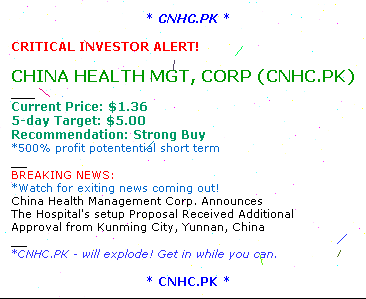 * CNHC.PK *
CRITICAL INVESTOR ALERT!
CHINA HEALTH MGT, CORP (CNHC.PK)
Current Price: $1.36
5-day Target: $5.00
Recommendation: Strong Buy
*500% profit potentential short term
BREAKING NEWS:
*Watch for exiting news coming out!
China Health Management Corp. Announces
The Hospital's setup Proposal Received Additional
Approval from Kunming City, Yunnan, China
*CNHC.PK - will explode! Get in while you can.
* CNHC.PK *